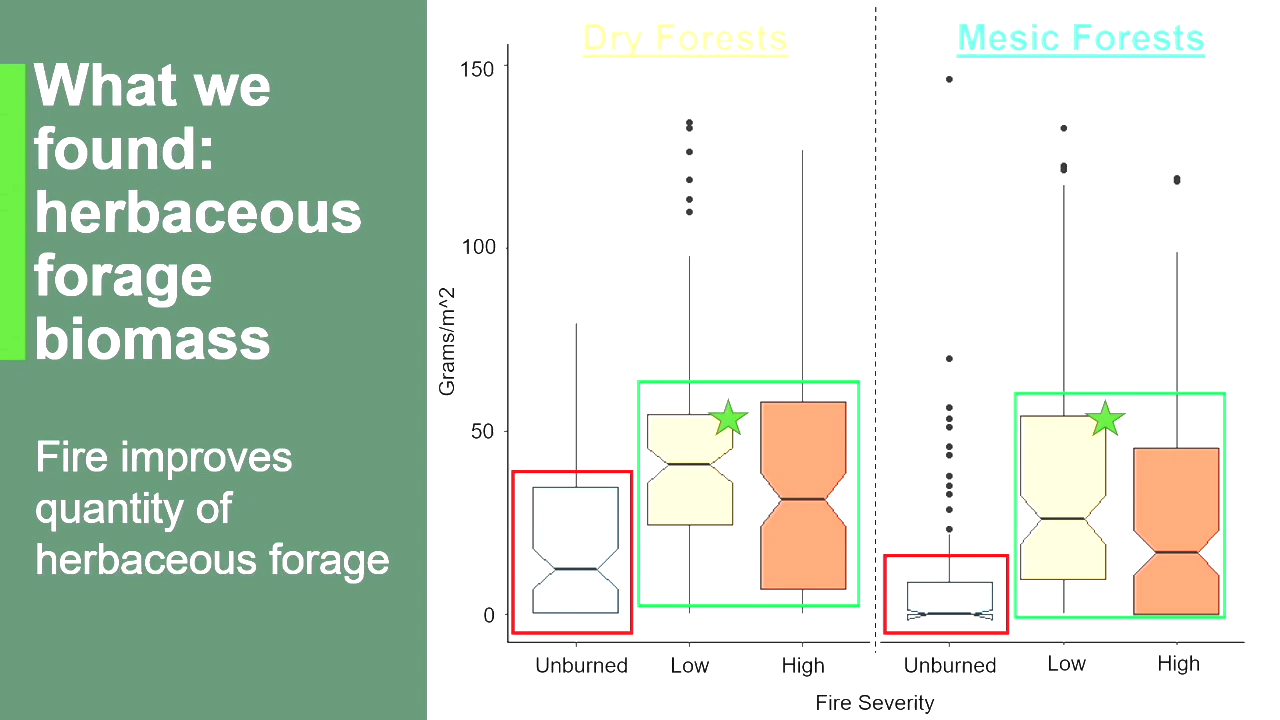 What we
found:
herbaceous
forage
biomass
Fire improves
quantity of
herbaceous forage
Dry Forests
Mesic Forests
150
100
50
0
Grams/m^2
Unburned
Low
High
Unburned
Low
High
Fire Severity